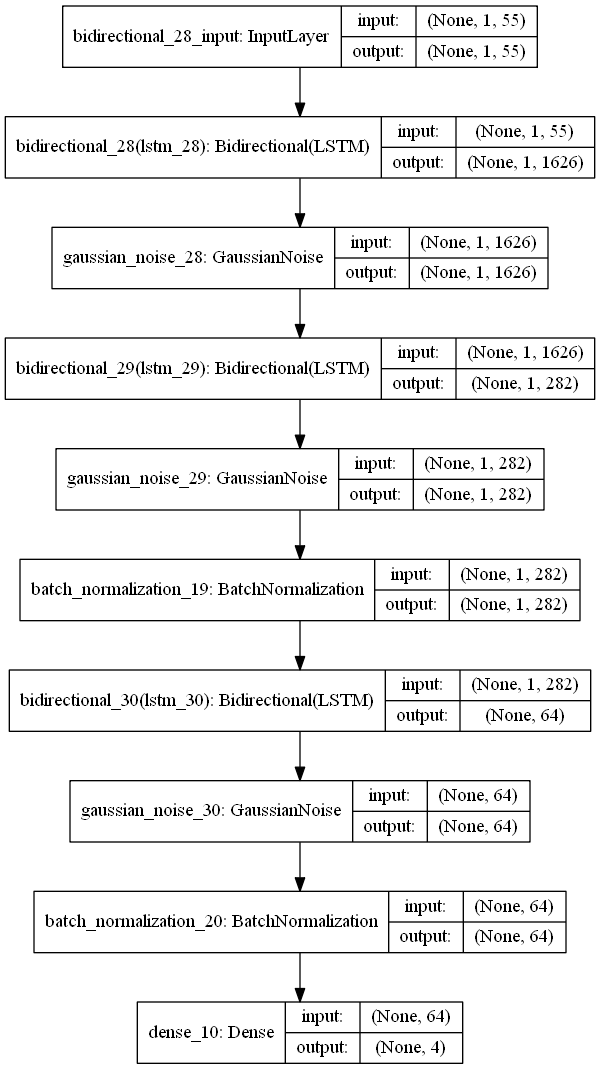 bidirectional_28_input: InputLayer
input: (None, 1, 55)
output: (None, 1, 55)
bidirectional_28(lstm_28): Bidirectional(LSTM)
input: (None, 1, 55)
output: (None, 1, 1626)
gaussian_noise_28: GaussianNoise
input: (None, 1, 1626)
output: (None, 1, 1626)
bidirectional_29(lstm_29): Bidirectional(LSTM)
input: (None, 1, 1626)
output: (None, 1, 282)
gaussian_noise_29: GaussianNoise
input: (None, 1, 282)
output: (None, 1, 282)
batch_normalization_19: BatchNormalization
input: (None, 1, 282)
output: (None, 1, 282)
bidirectional_30(lstm_30): Bidirectional(LSTM)
input: (None, 1, 282)
output: (None, 64)
gaussian_noise_30: GaussianNoise
input: (None, 64)
output: (None, 64)
batch_normalization_20: BatchNormalization
input: (None, 64)
output: (None, 64)
dense_10: Dense
input: (None, 64)
output: (None, 4)